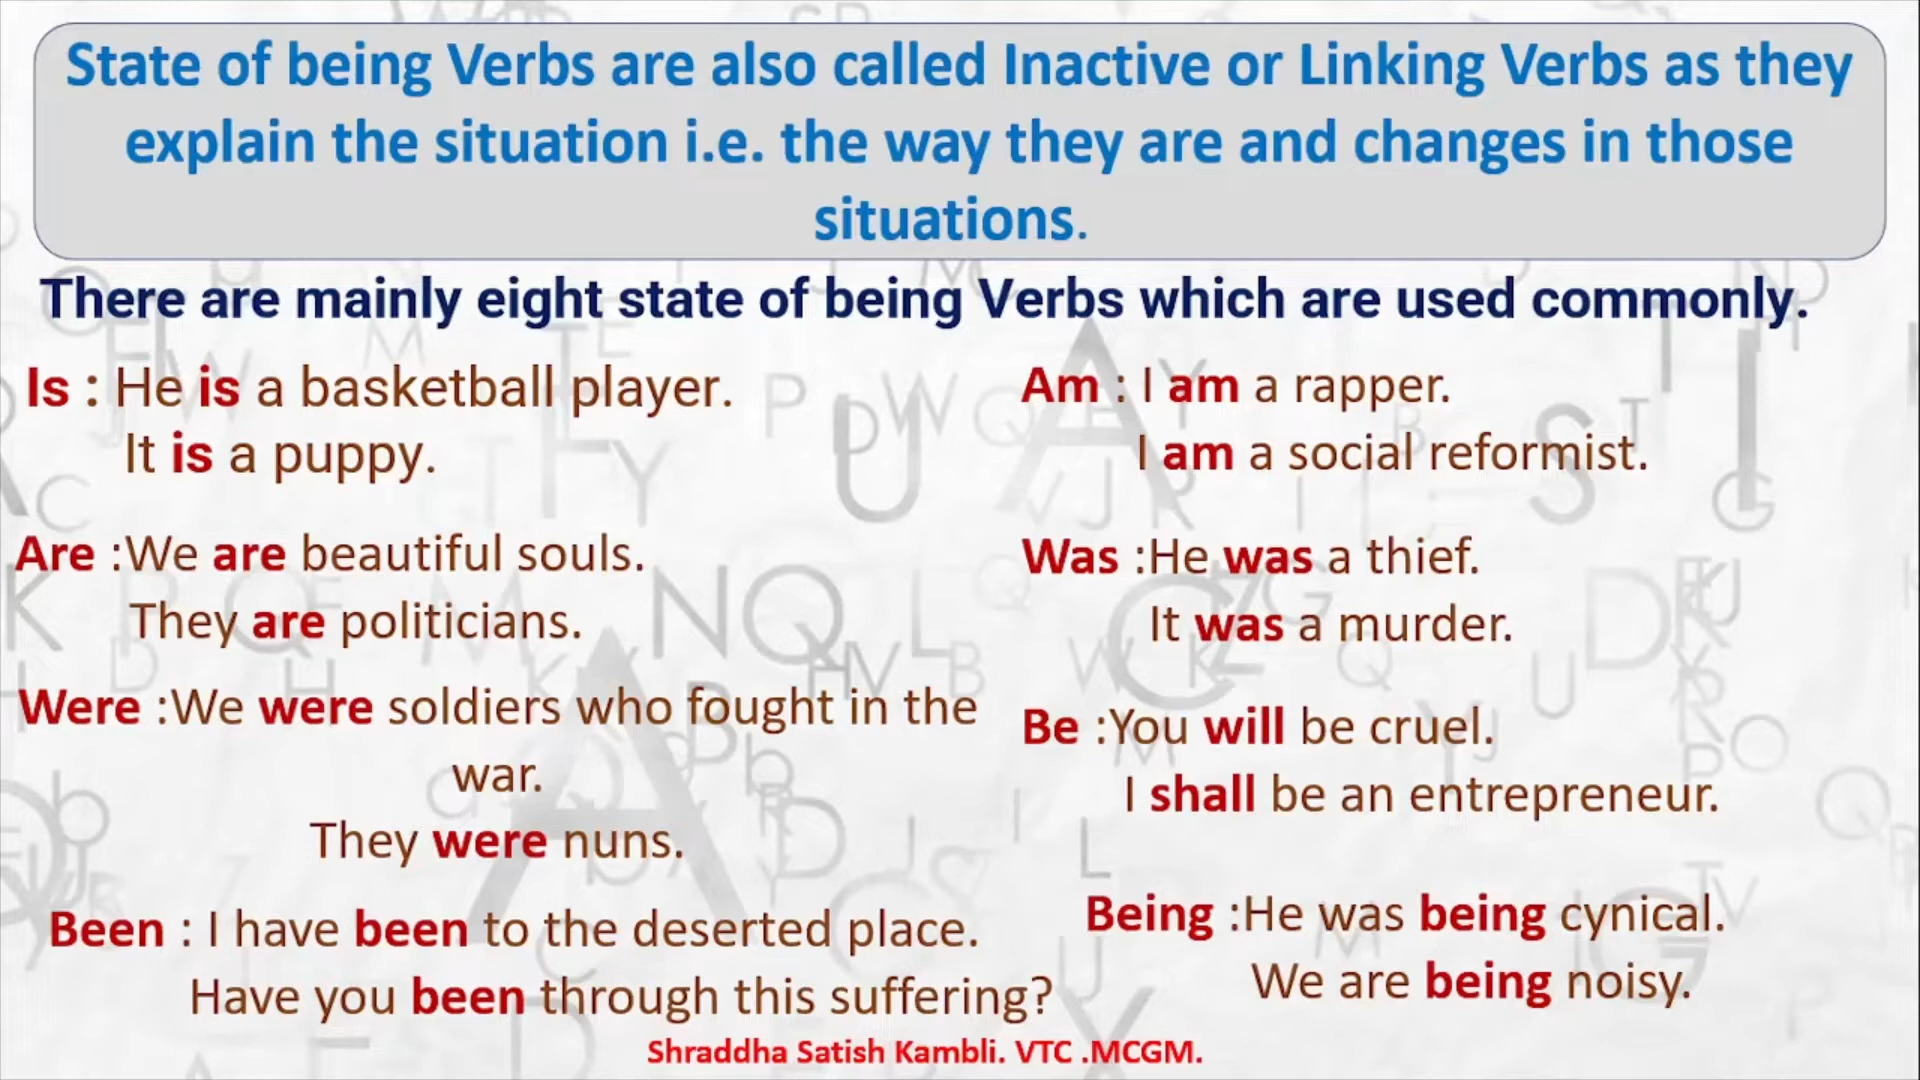 State of being Verbs are also called Inactive or Linking Verbs as they
explain the situation i.e. the way they are and changes in those
situations.
There are mainly eight state of being Verbs which are used commonly.
Is : He is a basketball player.
It is a puppy.
Am : I am a rapper.
I am a social reformist.
Are :We are beautiful souls.
They are politicians.
Was :He was a thief.
It was a murder.
Were :We were soldiers who fought in the
war.
They were nuns.
Be :You will be cruel.
I shall be an entrepreneur.
Been : I have been to the deserted place.
Have you been through this suffering?
Being :He was being cynical.
We are being noisy.
Shraddha Satish Kambli. VTC .MCGM.